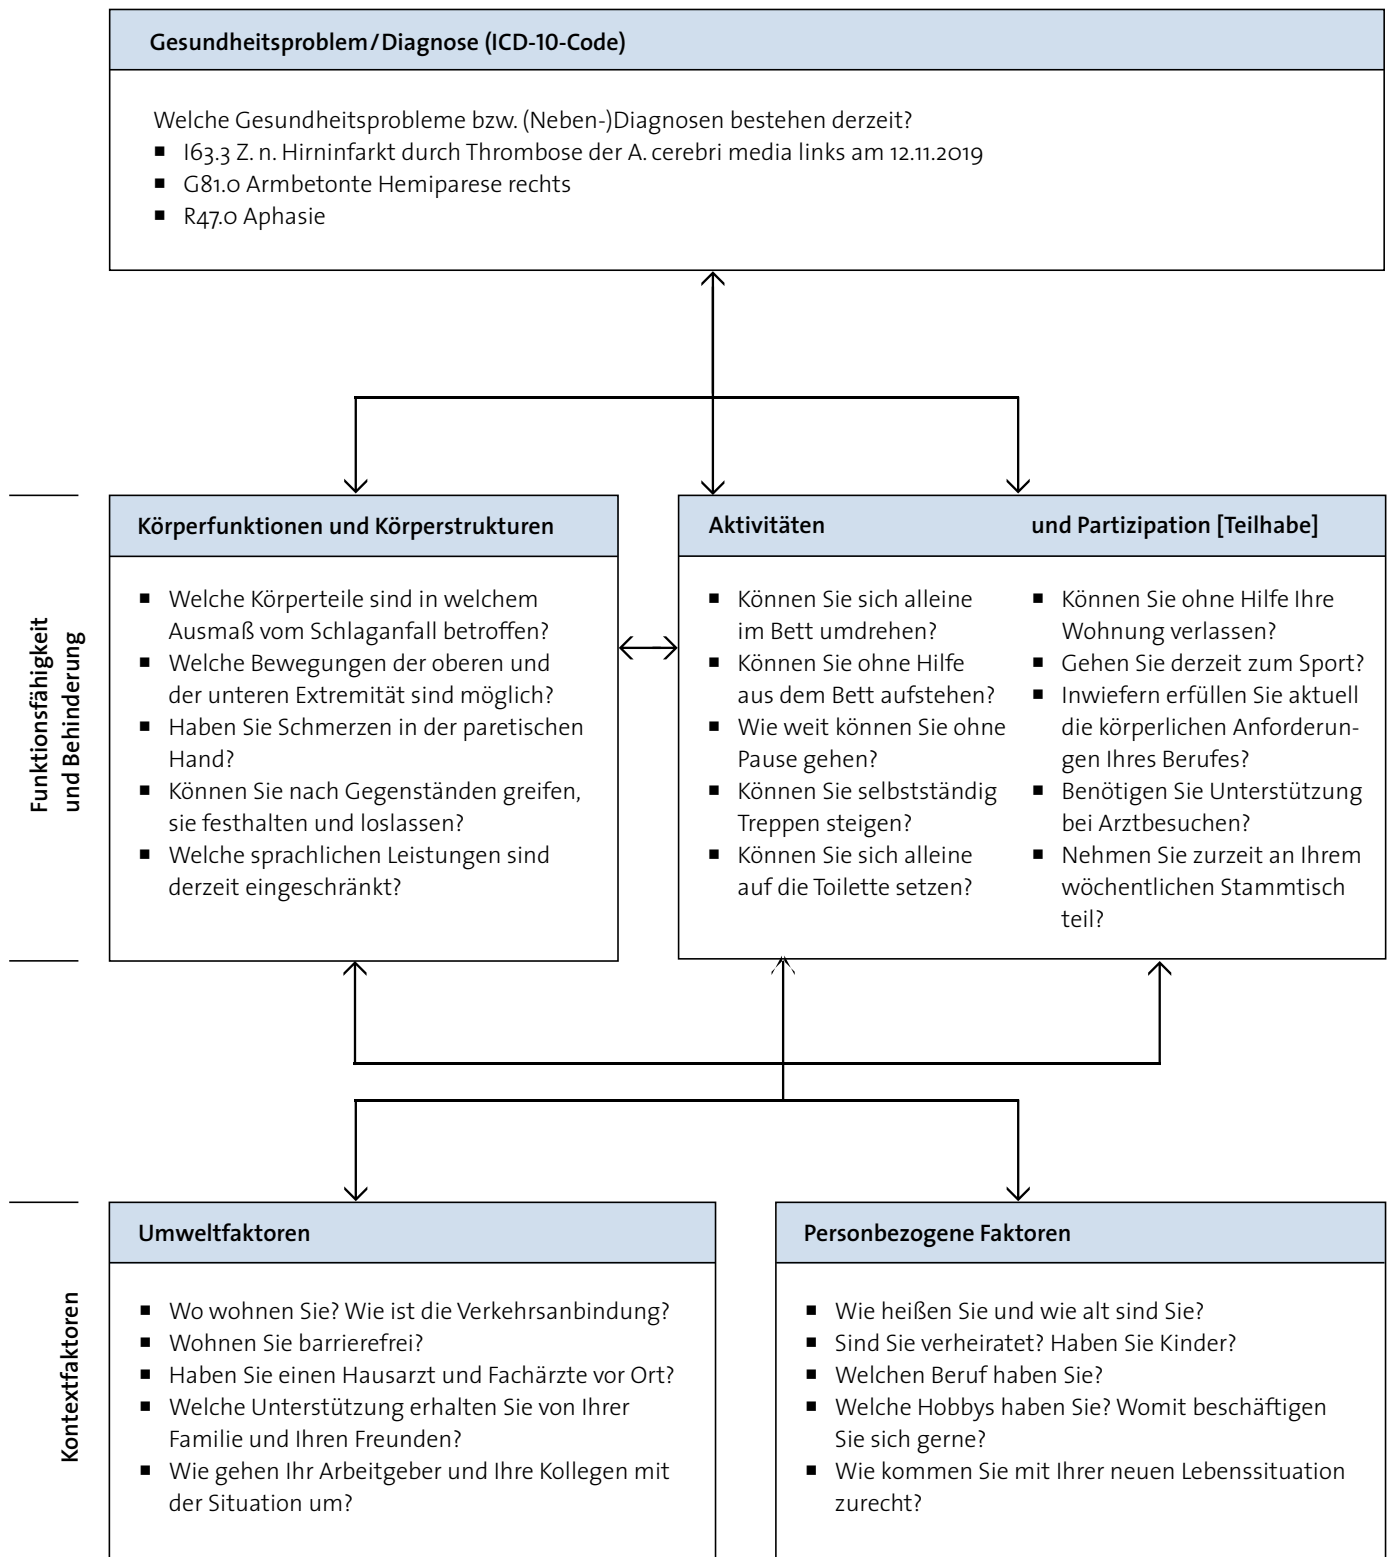 Gesundheitsproblem/Diagnose (ICD-10-Code)
Welche Gesundheitsprobleme bzw. (Neben-)Diagnosen bestehen derzeit?
■ I63.3 Z. n. Hirninfarkt durch Thrombose der A. cerebri media links am 12.11.2019
■ G81.0 Armbetonte Hemiparese rechts
■ R47.0 Aphasie
Funktionsfähigkeit
und Behinderung
Körperfunktionen und Körperstrukturen
■ Welche Körperteile sind in welchem
Ausmaß vom Schlaganfall betroffen?
■ Welche Bewegungen der oberen und
der unteren Extremität sind möglich?
■ Haben Sie Schmerzen in der paretischen
Hand?
■ Können Sie nach Gegenständen greifen,
sie festhalten und loslassen?
■ Welche sprachlichen Leistungen sind
derzeit eingeschränkt?
Aktivitäten
■ Können Sie sich alleine
im Bett umdrehen?
■ Können Sie ohne Hilfe
aus dem Bett aufstehen?
■ Wie weit können Sie ohne
Pause gehen?
■ Können Sie selbstständig
Treppen steigen?
■ Können Sie sich alleine
auf die Toilette setzen?
und Partizipation [Teilhabe]
■ Können Sie ohne Hilfe Ihre
Wohnung verlassen?
■ Gehen Sie derzeit zum Sport?
■ Inwiefern erfüllen Sie aktuell
die körperlichen Anforderun-
gen Ihres Berufes?
■ Benötigen Sie Unterstützung
bei Arztbesuchen?
■ Nehmen Sie zurzeit an Ihrem
wöchentlichen Stammtisch
teil?
Kontextfaktoren
Umweltfaktoren
■ Wo wohnen Sie? Wie ist die Verkehrsanbindung?
■ Wohnen Sie barrierefrei?
■ Haben Sie einen Hausarzt und Fachärzte vor Ort?
■ Welche Unterstützung erhalten Sie von Ihrer
Familie und Ihren Freunden?
■ Wie gehen Ihr Arbeitgeber und Ihre Kollegen mit
der Situation um?
Personbezogene Faktoren
■ Wie heißen Sie und wie alt sind Sie?
■ Sind Sie verheiratet? Haben Sie Kinder?
■ Welchen Beruf haben Sie?
■ Welche Hobbys haben Sie? Womit beschäftigen
Sie sich gerne?
■ Wie kommen Sie mit Ihrer neuen Lebenssituation
zurecht?